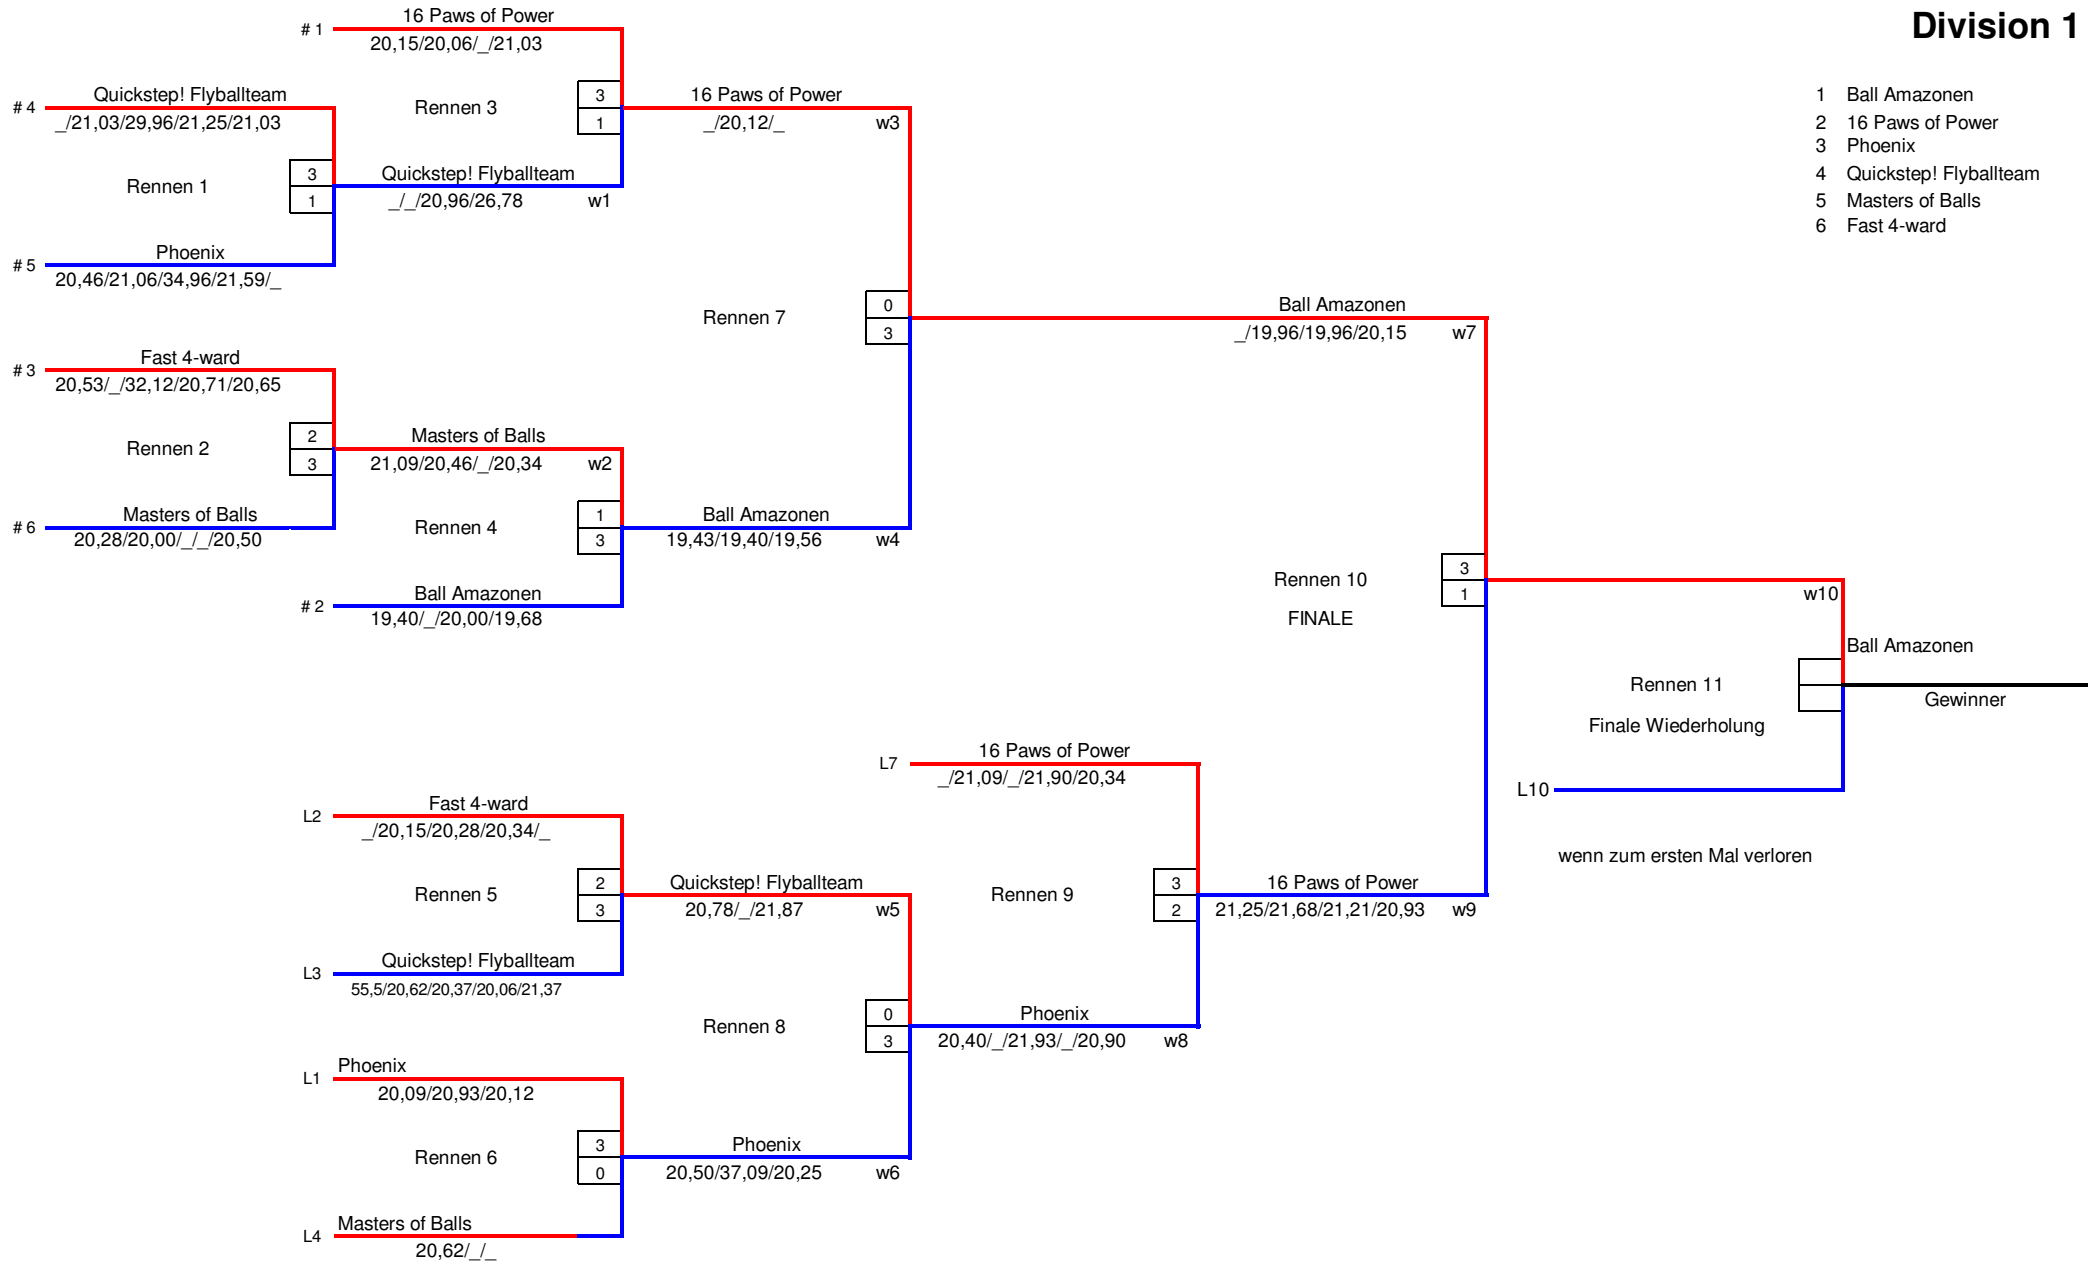 Division 1
16 Paws of Power
# 1
20,15/20,06/_/21,03
1 Ball Amazonen
2 16 Paws of Power
3 Phoenix
4 Quickstep! Flyballteam
5 Masters of Balls
6 Fast 4-ward
Quickstep! Flyballteam
# 4
_/21,03/29,96/21,25/21,03
Rennen 3
3
1
16 Paws of Power
_/20,12/_
w3
Rennen 1
3
1
Quickstep! Flyballteam
_/_/20,96/26,78
w1
Phoenix
# 5
20,46/21,06/34,96/21,59/_
Rennen 7
0
3
Ball Amazonen
_/19,96/19,96/20,15
w7
Fast 4-ward
# 3
20,53/_/32,12/20,71/20,65
Rennen 2
2
3
Masters of Balls
21,09/20,46/_/20,34
w2
Masters of Balls
# 6
20,28/20,00/_/_/20,50
Rennen 4
1
3
Ball Amazonen
19,43/19,40/19,56
w4
Ball Amazonen
# 2
19,40/_/20,00/19,68
Rennen 10
FINALE
3
1
w10
Ball Amazonen
Rennen 11
Gewinner
Finale Wiederholung
L10
wenn zum ersten Mal verloren
16 Paws of Power
L7
_/21,09/_/21,90/20,34
Fast 4-ward
L2
_/20,15/20,28/20,34/_
Rennen 5
2
3
Quickstep! Flyballteam
20,78/_/21,87
w5
Rennen 9
3
2
16 Paws of Power
21,25/21,68/21,21/20,93
w9
Quickstep! Flyballteam
L3
55,5/20,62/20,37/20,06/21,37
Rennen 8
0
3
Phoenix
20,40/_/21,93/_/20,90
w8
Phoenix
L1
20,09/20,93/20,12
Rennen 6
3
0
Phoenix
20,50/37,09/20,25
w6
Masters of Balls
L4
20,62/_/_